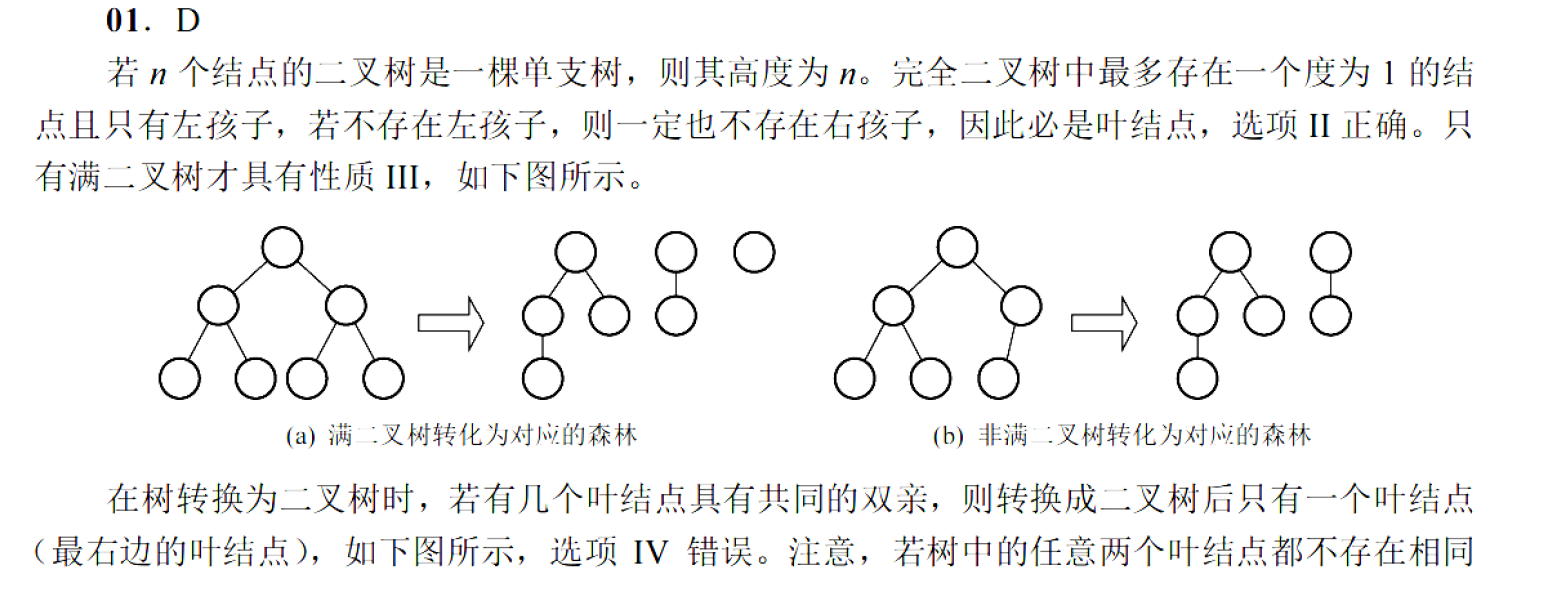 01．D
若 n 个结点的二叉树是一棵单支树，则其高度为 n。完全二叉树中最多存在一个度为 1 的结
点且只有左孩子，若不存在左孩子，则一定也不存在右孩子，因此必是叶结点，选项 II 正确。只
有满二叉树才具有性质 III，如下图所示。
(a) 满二叉树转化为对应的森林
(b) 非满二叉树转化为对应的森林
在树转换为二叉树时，若有几个叶结点具有共同的双亲，则转换成二叉树后只有一个叶结点
（最右边的叶结点），如下图所示，选项 IV 错误。注意，若树中的任意两个叶结点都不存在相同